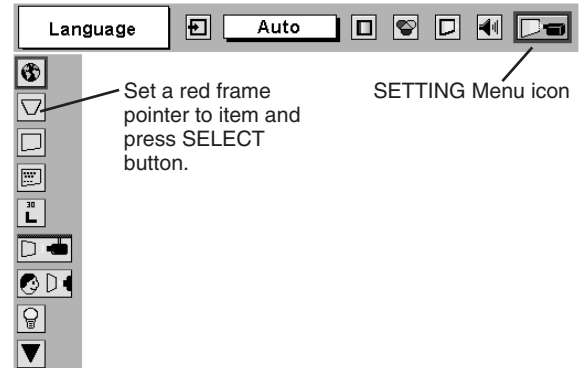 Language
Auto
Set a red frame
pointer to item and
press SELECT
button.
SETTING Menu icon
30
L